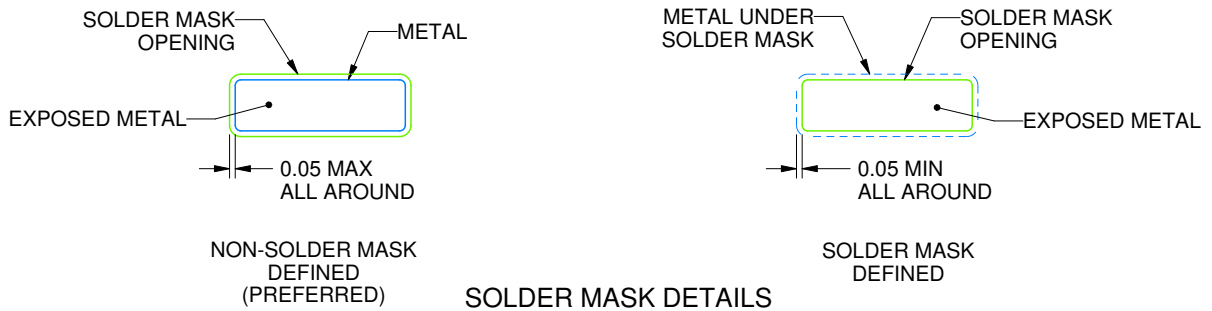 SOLDER MASK
OPENING
METAL
EXPOSED METAL
0.05 MAX
ALL AROUND
NON-SOLDER MASK
DEFINED
(PREFERRED)
METAL UNDER
SOLDER MASK
SOLDER MASK
OPENING
EXPOSED METAL
0.05 MIN
ALL AROUND
SOLDER MASK
DEFINED
SOLDER MASK DETAILS